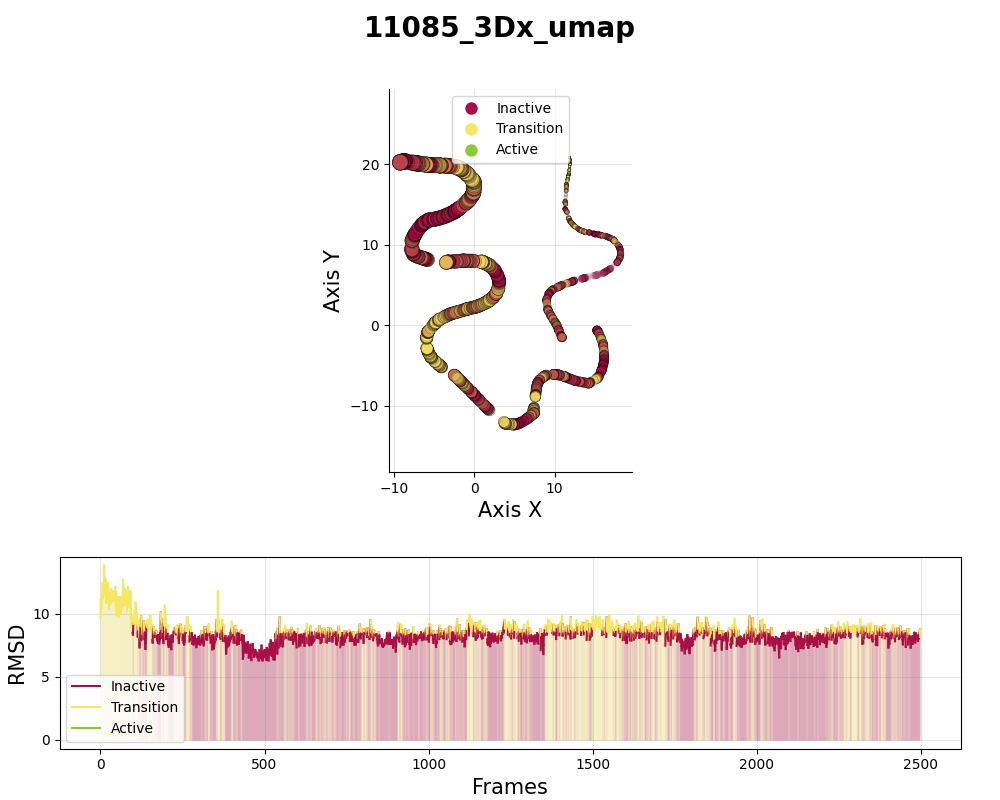 11085_3Dx_umap
Inactive
Transition
Active
20
10
0
−10
Axis Y
−10
0
10
Axis X
10
5
0
RMSD
Inactive
Transition
Active
0
500
1000
1500
2000
2500
Frames